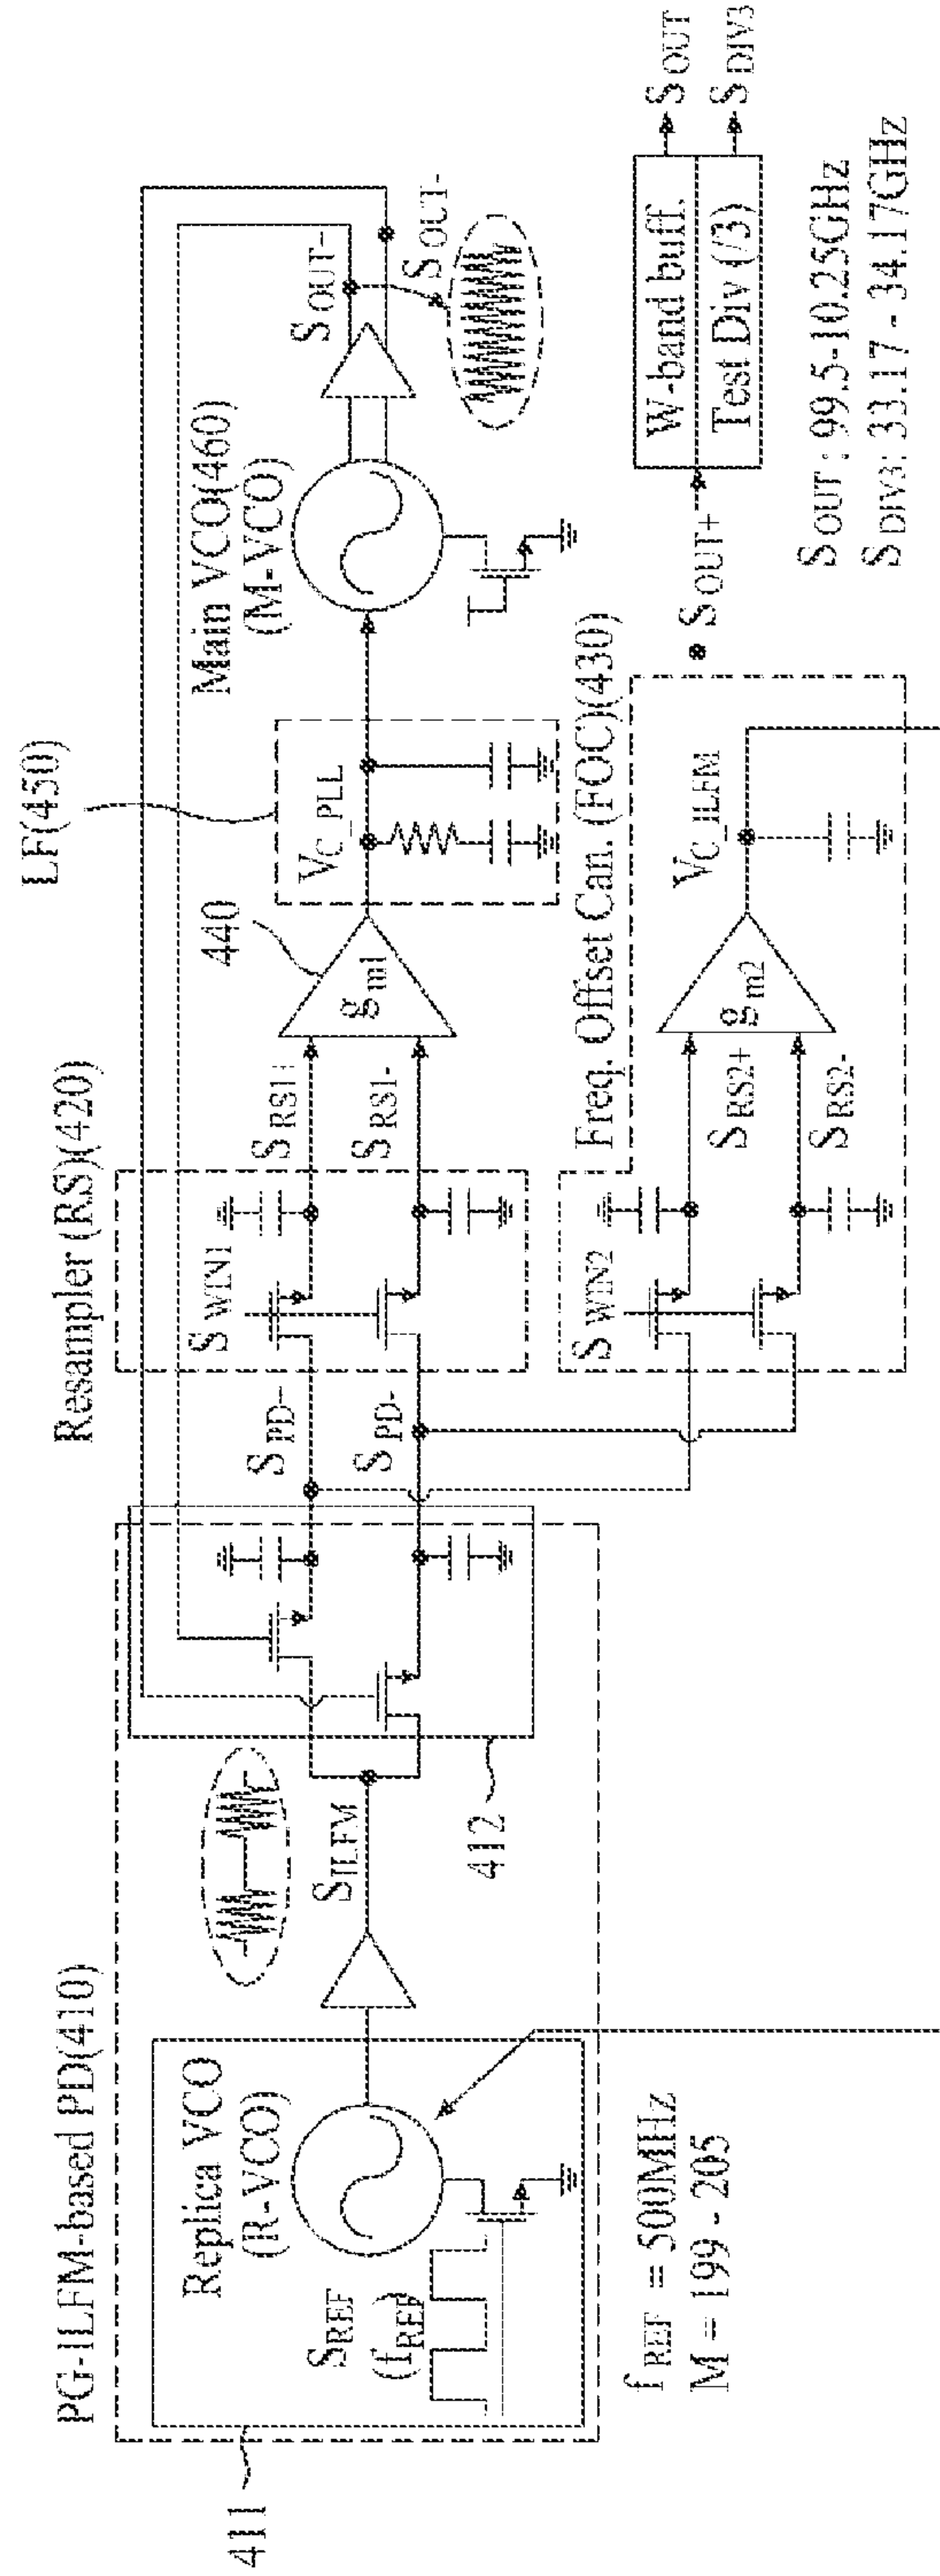 LF(450)
Resampler (RS)(420)
PG-ILFM-based PD(410)
Main VCO(460)
(M-VCO)
440
SOUT-
SOUT-
SRS1+
SRS1-
gm1
VC_PLL
SWIN1
SPD-
SPD-
Replica VCO
(R-VCO)
SREF
(fREF)
SILFM
411
412
Freq. Offset Can. (FOC)(430)
SWIN2
SRS2+
SRS2-
gm2
VC_ILFM
SOUT+
W-band buff.
Test Div (/3)
SOUT
SDIV3
fREF = 500MHz
M = 199 - 205
SOUT : 99.5-10.25GHz
SDIV3: 33.17 - 34.17GHz